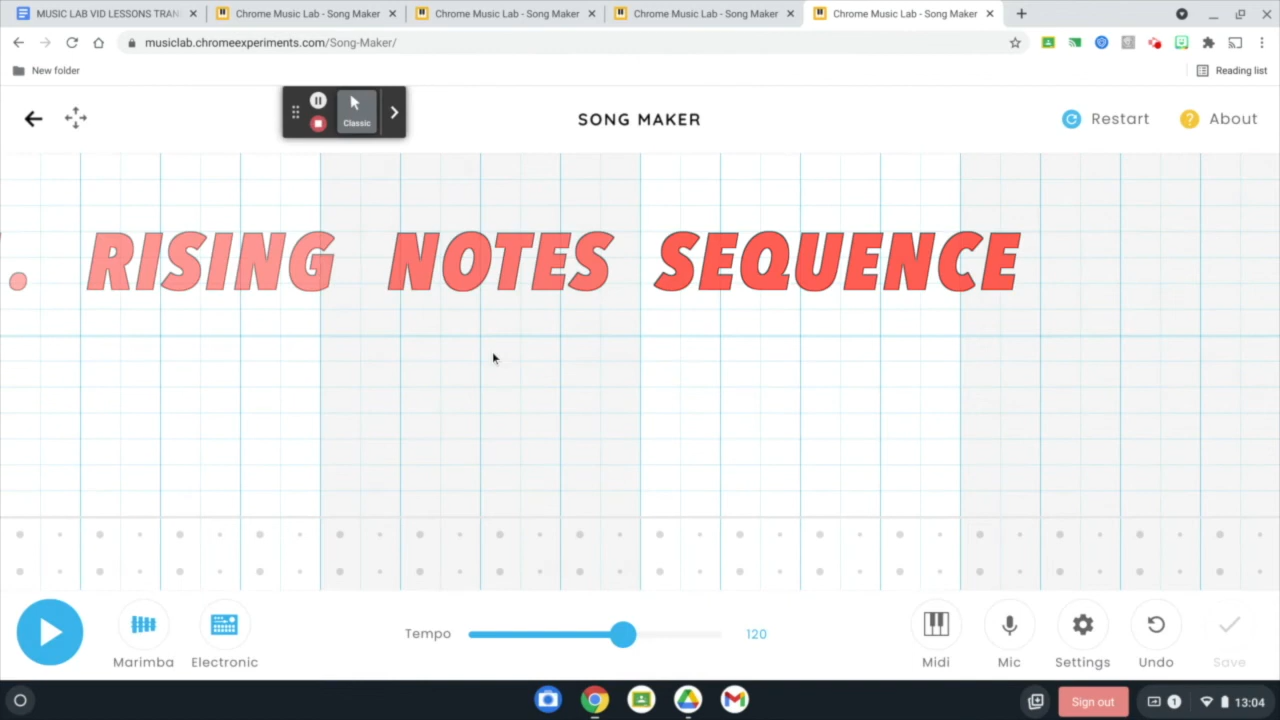 MUSIC LAB VID LESSONS TRAN
Chrome Music Lab - Song Maker
Chrome Music Lab - Song Maker
Chrome Music Lab - Song Maker
Chrome Music Lab - Song Maker
musiclab.chromeexperiments.com/Song-Maker/
New folder
Reading list
Classic
SONG MAKER
Restart
? About
. RISING NOTES SEQUENCE
Tempo
120
Marimba
Electronic
Midi
Mic
Settings
Undo
Save
Sign out
1
13:04